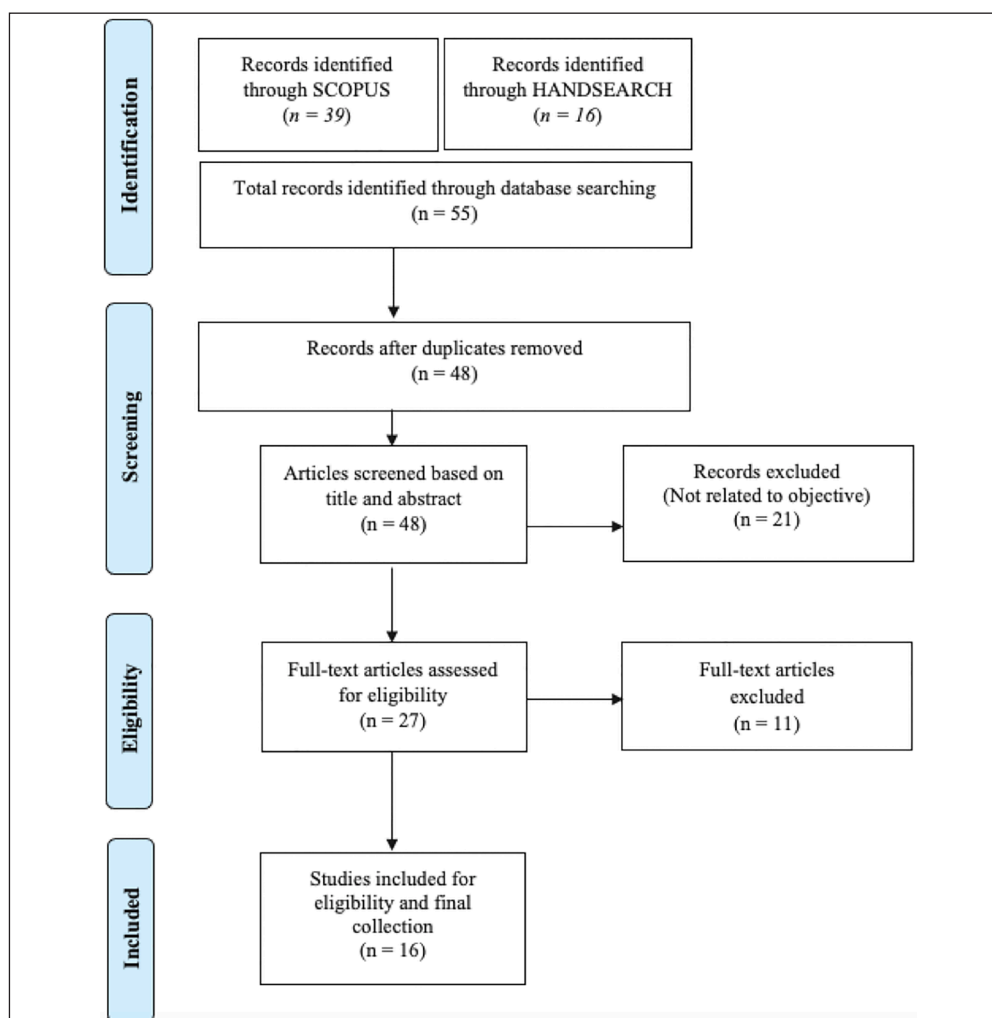 Identification
Records identified
through SCOPUS
(n = 39)
Records identified
through HANDSEARCH
(n = 16)
Total records identified through database searching
(n = 55)
Screening
Records after duplicates removed
(n = 48)
Articles screened based on
title and abstract
(n = 48)
Records excluded
(Not related to objective)
(n = 21)
Eligibility
Full-text articles assessed
for eligibility
(n = 27)
Full-text articles
excluded
(n = 11)
Included
Studies included for
eligibility and final
collection
(n = 16)